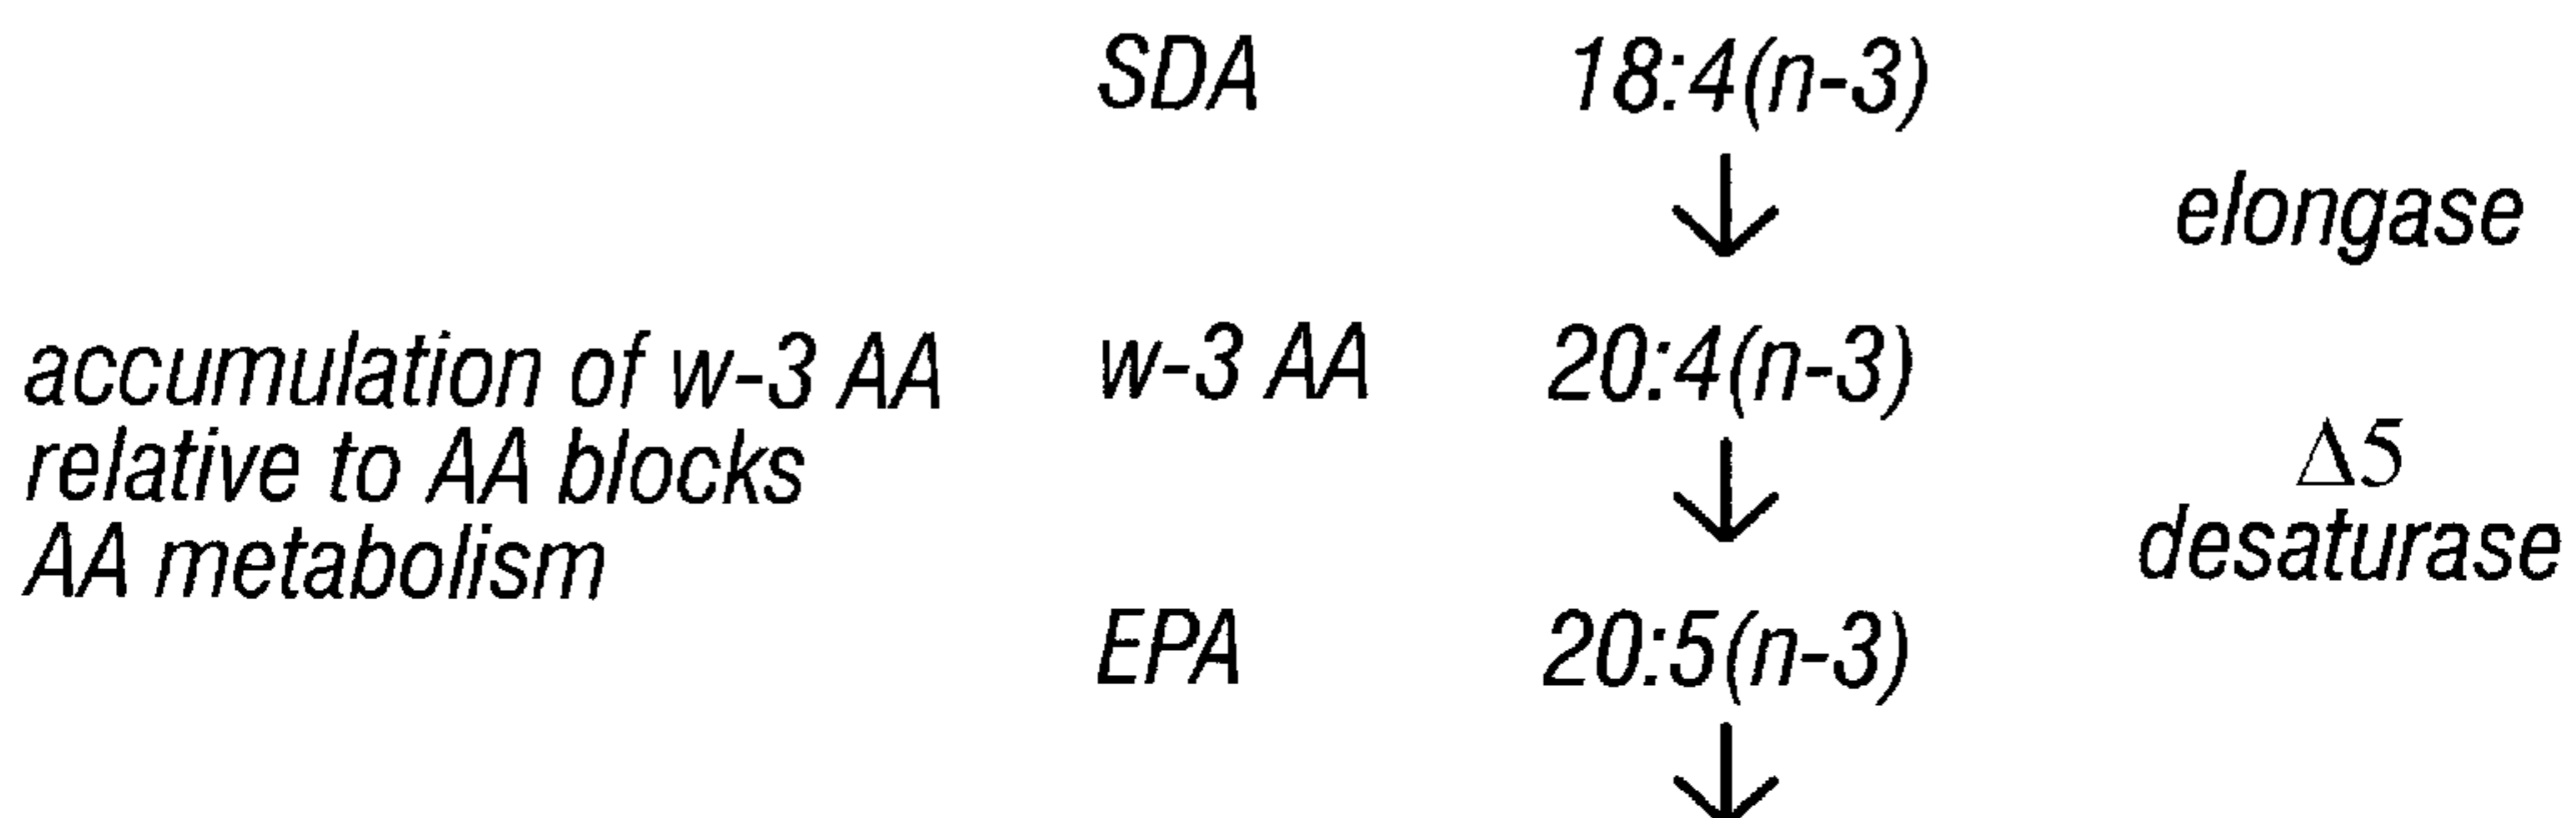 SDA 18:4(n-3)
↓ elongase
accumulation of w-3 AA w-3 AA 20:4(n-3)
relative to AA blocks ↓ Δ5
AA metabolism desaturase
EPA 20:5(n-3)
↓